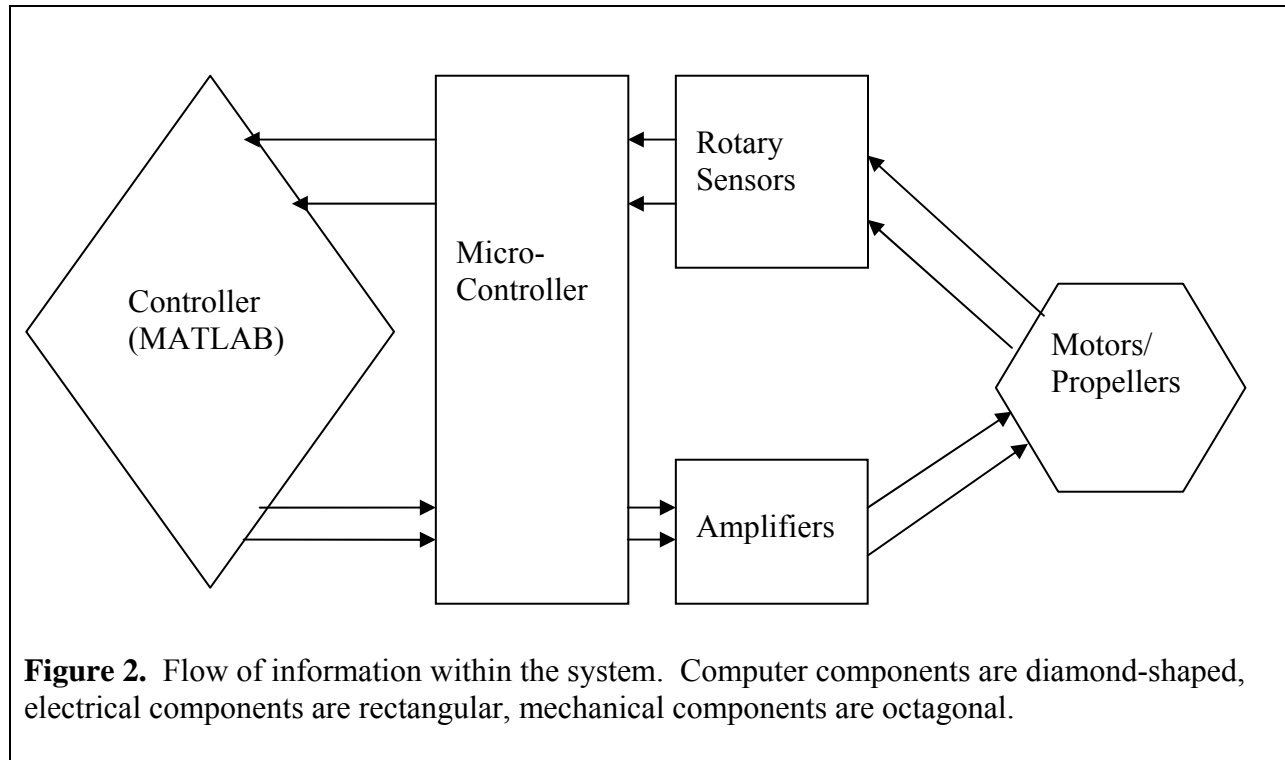 Controller
(MATLAB)
Micro-
Controller
Rotary
Sensors
Amplifiers
Motors/
Propellers
Figure 2.  Flow of information within the system.  Computer components are diamond-shaped,
electrical components are rectangular, mechanical components are octagonal.